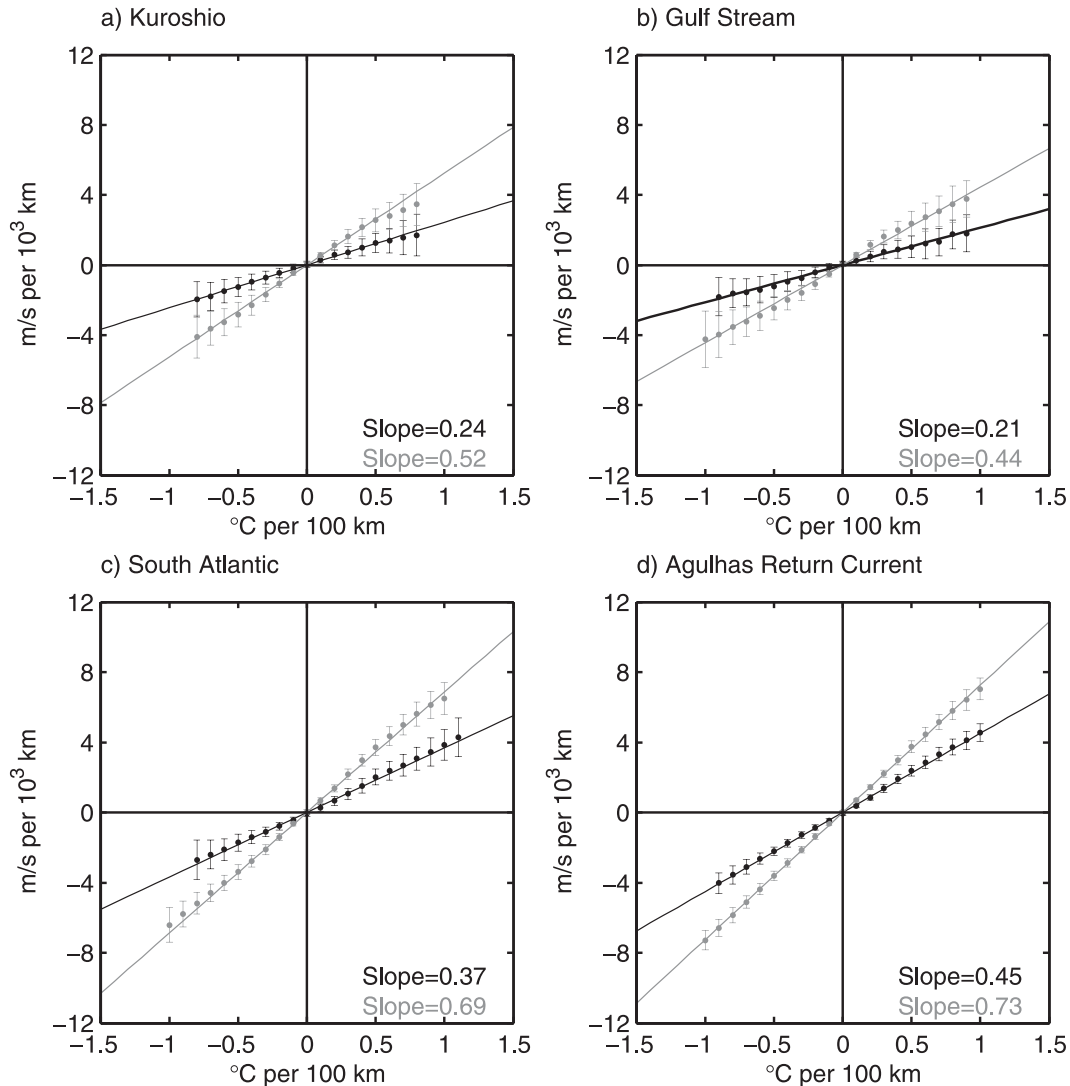 a) Kuroshio
12
8
4
0
−4
−8
−12
m/s per 10³ km
Slope=0.24
Slope=0.52
−1.5 −1 −0.5 0 0.5 1 1.5
°C per 100 km
b) Gulf Stream
12
8
4
0
−4
−8
−12
m/s per 10³ km
Slope=0.21
Slope=0.44
−1.5 −1 −0.5 0 0.5 1 1.5
°C per 100 km
c) South Atlantic
12
8
4
0
−4
−8
−12
m/s per 10³ km
Slope=0.37
Slope=0.69
−1.5 −1 −0.5 0 0.5 1 1.5
°C per 100 km
d) Agulhas Return Current
12
8
4
0
−4
−8
−12
m/s per 10³ km
Slope=0.45
Slope=0.73
−1.5 −1 −0.5 0 0.5 1 1.5
°C per 100 km